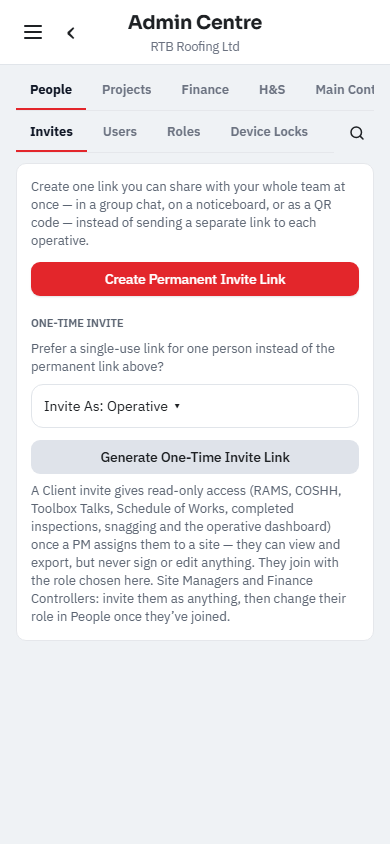 Admin Centre
RTB Roofing Ltd
People Projects Finance H&S Main Cont
Invites Users Roles Device Locks
Create one link you can share with your whole team at
once — in a group chat, on a noticeboard, or as a QR
code — instead of sending a separate link to each
operative.
Create Permanent Invite Link
ONE-TIME INVITE
Prefer a single-use link for one person instead of the
permanent link above?
Invite As: Operative
Generate One-Time Invite Link
A Client invite gives read-only access (RAMS, COSHH,
Toolbox Talks, Schedule of Works, completed
inspections, snagging and the operative dashboard)
once a PM assigns them to a site — they can view and
export, but never sign or edit anything. They join with
the role chosen here. Site Managers and Finance
Controllers: invite them as anything, then change their
role in People once they’ve joined.